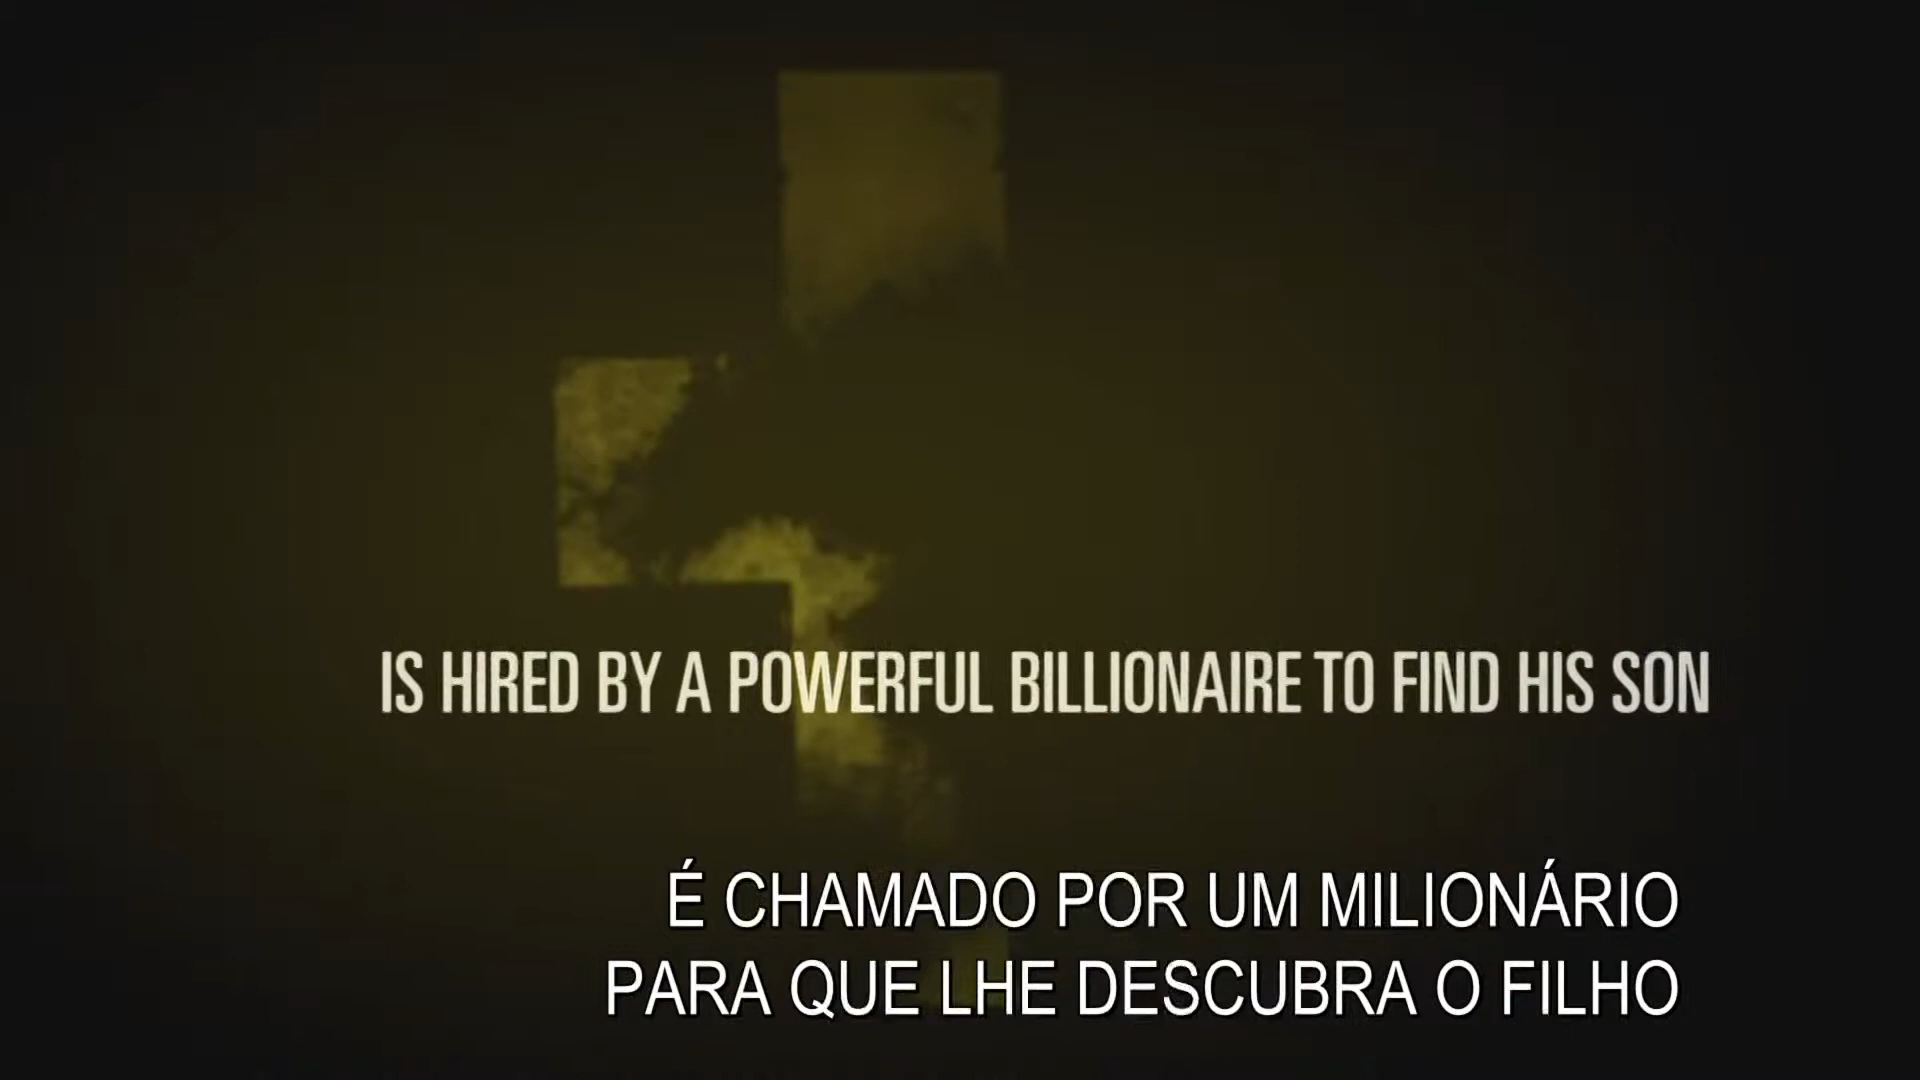 IS HIRED BY A POWERFUL BILLIONAIRE TO FIND HIS SON
É CHAMADO POR UM MILIONÁRIO
PARA QUE LHE DESCUBRA O FILHO